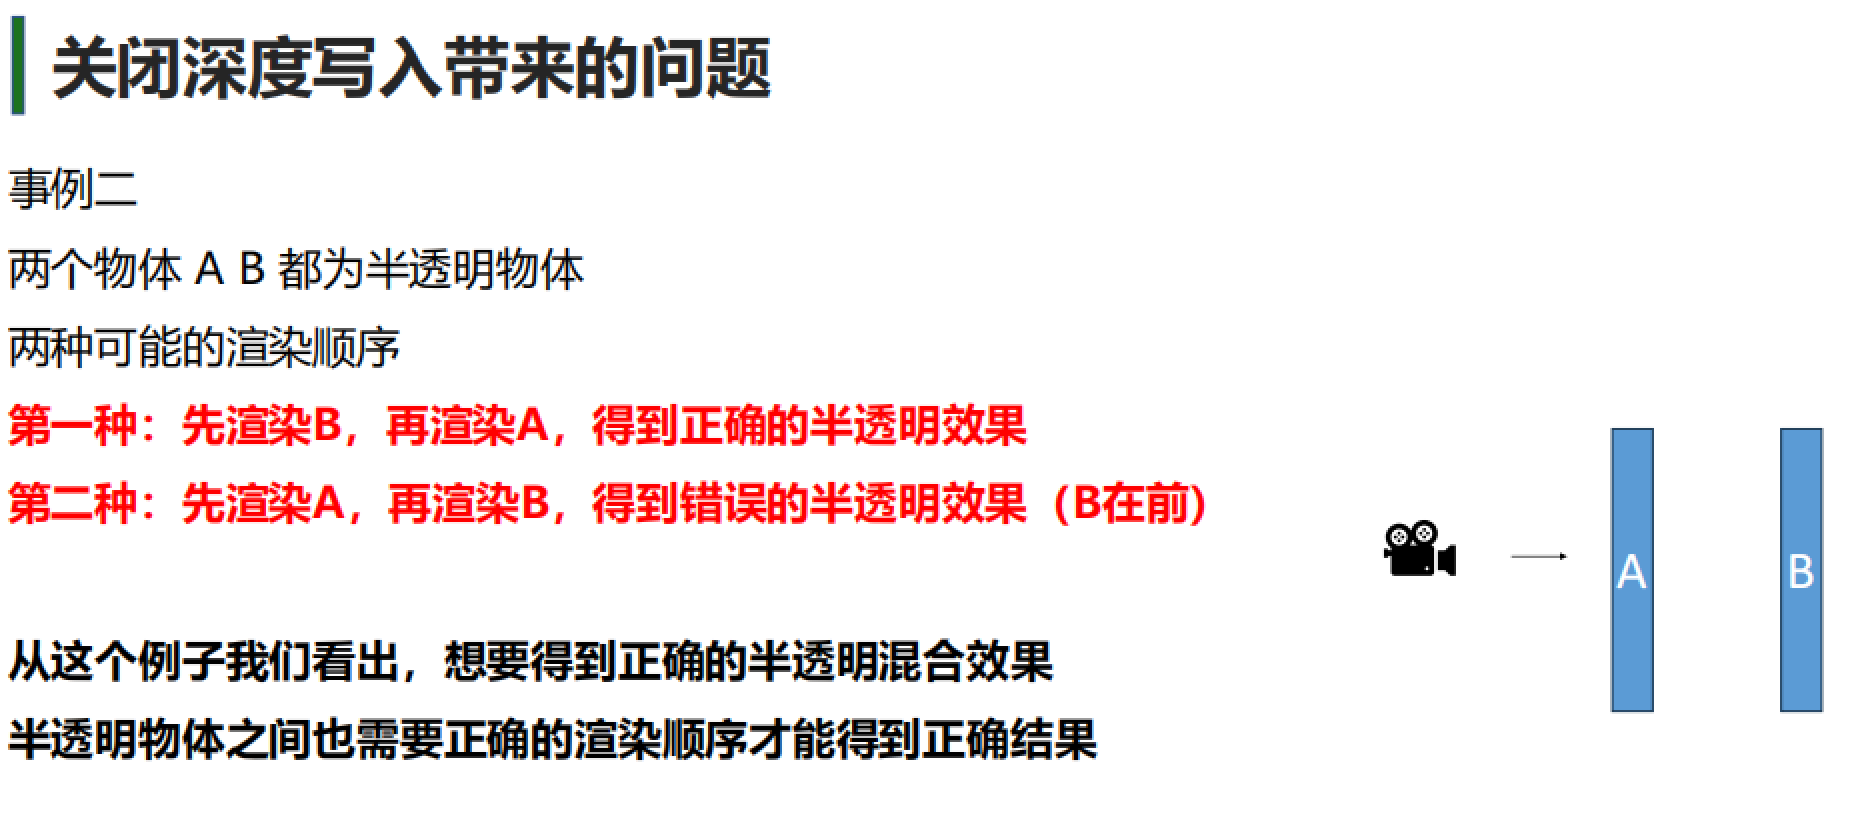 关闭深度写入带来的问题
事例二
两个物体 A B 都为半透明物体
两种可能的渲染顺序
第一种：先渲染B，再渲染A，得到正确的半透明效果
第二种：先渲染A，再渲染B，得到错误的半透明效果（B在前）
从这个例子我们看出，想要得到正确的半透明混合效果
半透明物体之间也需要正确的渲染顺序才能得到正确结果
A
B